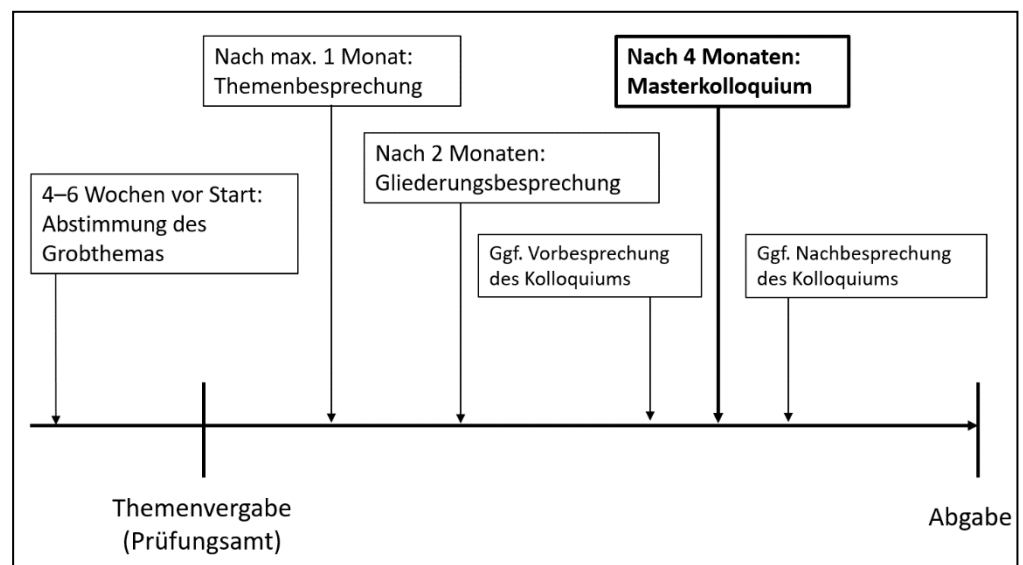 Nach max. 1 Monat:
Themenbesprechung
Nach 4 Monaten:
Masterkolloquium
Nach 2 Monaten:
Gliederungsbesprechung
4–6 Wochen vor Start:
Abstimmung des
Grobthemas
Ggf. Vorbesprechung
des Kolloquiums
Ggf. Nachbesprechung
des Kolloquiums
Themenvergabe
(Prüfungsamt)
Abgabe